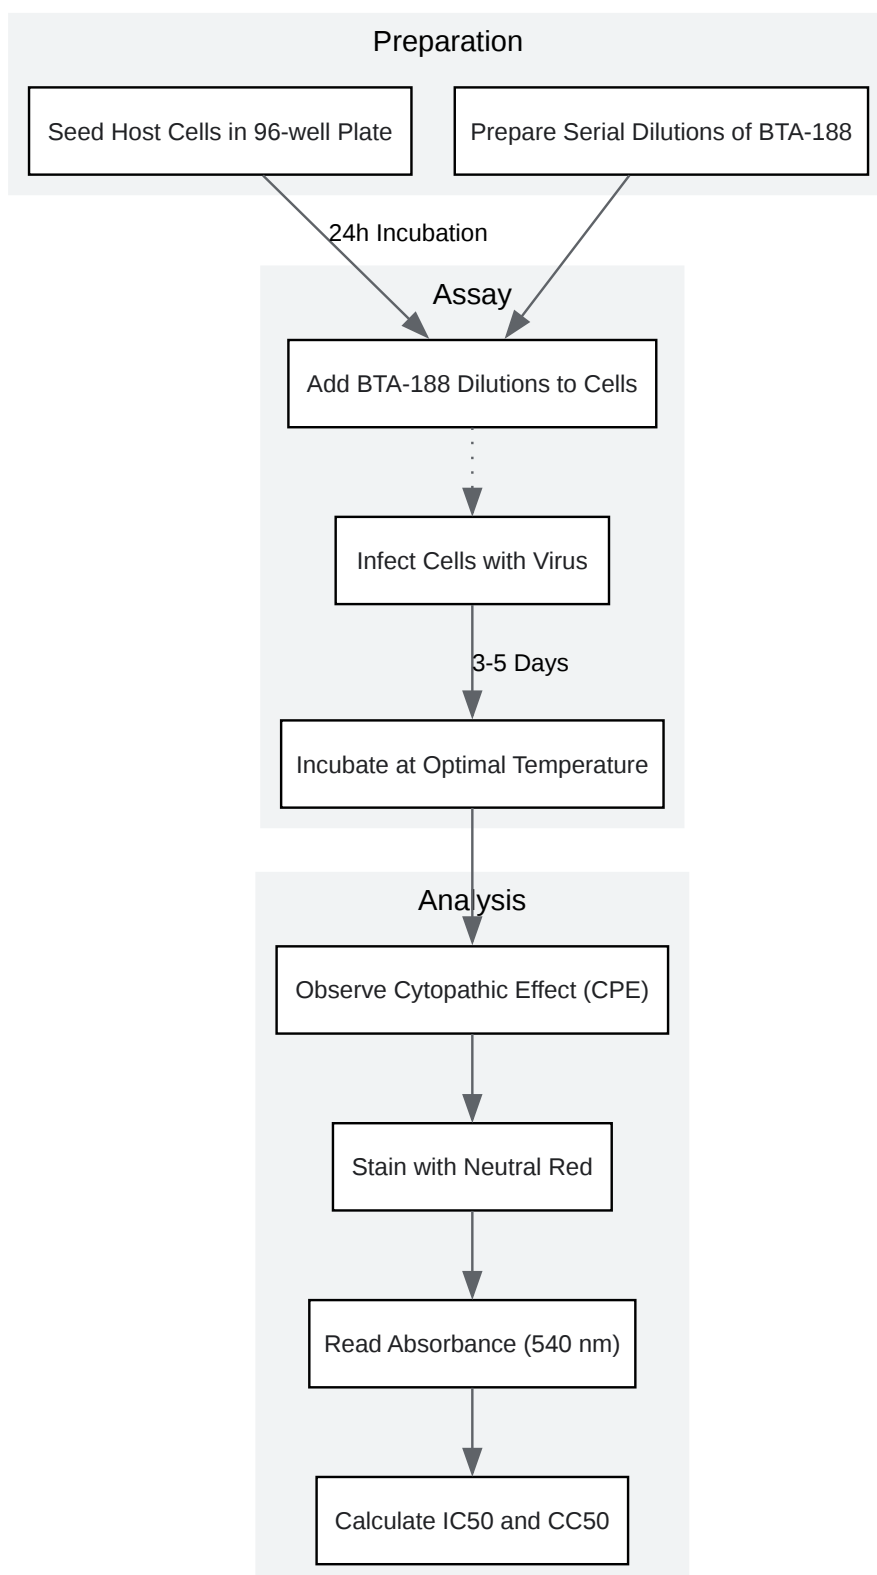 Preparation
Seed Host Cells in 96-well Plate
Prepare Serial Dilutions of BTA-188
24h Incubation
Assay
Add BTA-188 Dilutions to Cells
Infect Cells with Virus
3-5 Days
Incubate at Optimal Temperature
Analysis
Observe Cytopathic Effect (CPE)
Stain with Neutral Red
Read Absorbance (540 nm)
Calculate IC50 and CC50